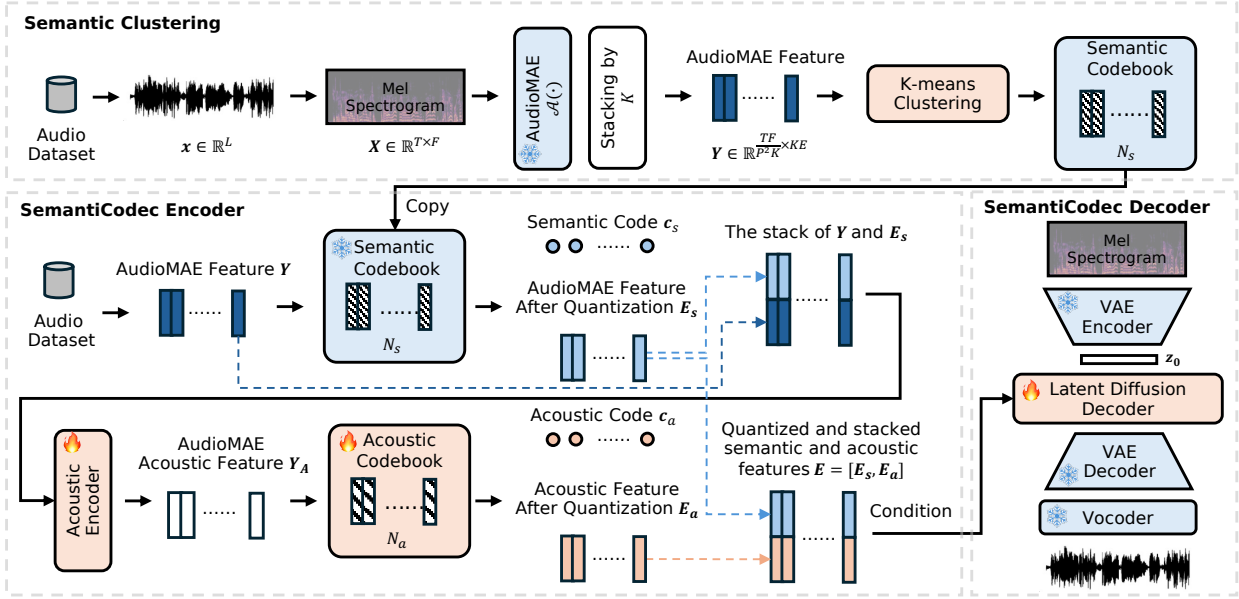 Semantic Clustering
Audio
Dataset
x ∈ ℝ^L
Mel
Spectrogram
X ∈ ℝ^{T×F}
AudioMAE
𝒜(·)
Stacking by
K
AudioMAE Feature
......
Y ∈ ℝ^{\frac{TF}{P^2K}×KE}
K-means
Clustering
Semantic
Codebook
......
N_s
SemantiCodec Encoder
Copy
Audio
Dataset
AudioMAE Feature Y
......
Semantic
Codebook
......
N_s
Semantic Code c_s
......
AudioMAE Feature
After Quantization E_s
......
The stack of Y and E_s
......
Acoustic
Encoder
AudioMAE
Acoustic Feature Y_A
......
Acoustic
Codebook
......
N_a
Acoustic Code c_a
......
Acoustic Feature
After Quantization E_a
......
Quantized and stacked
semantic and acoustic
features E = [E_s, E_a]
......
Condition
SemantiCodec Decoder
Mel
Spectrogram
VAE
Encoder
z_0
Latent Diffusion
Decoder
VAE
Decoder
Vocoder